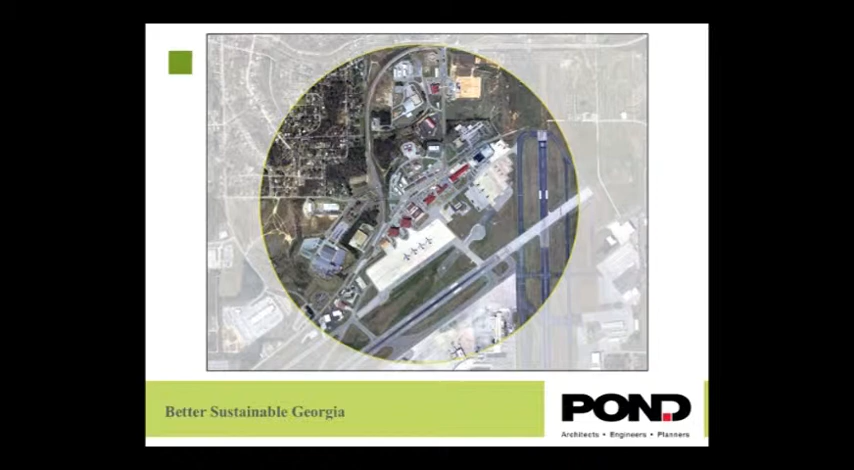 Better Sustainable Georgia
POND
Architects • Engineers • Planners